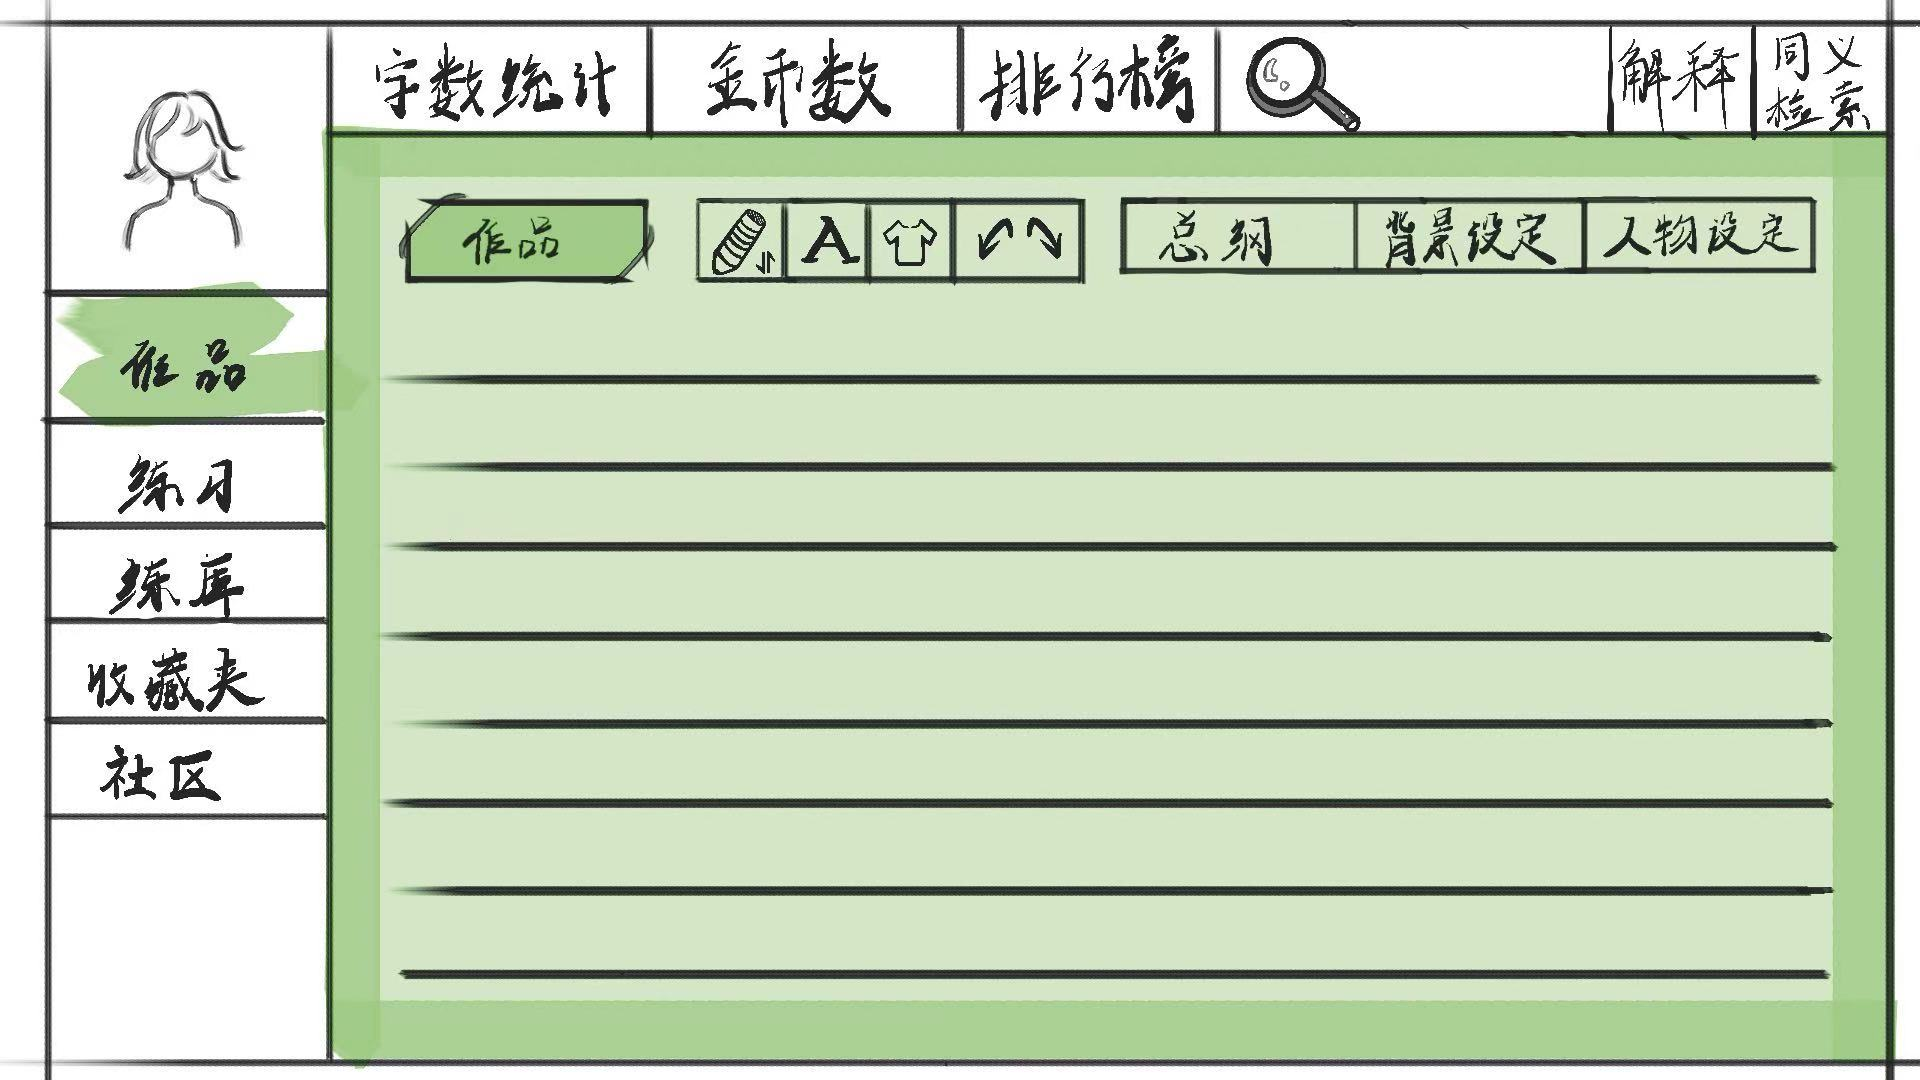 字数统计 金币数 排行榜 解释 同义检索
作品 A 总纲 背景设定 人物设定
作品
练习
练库
收藏夹
社区